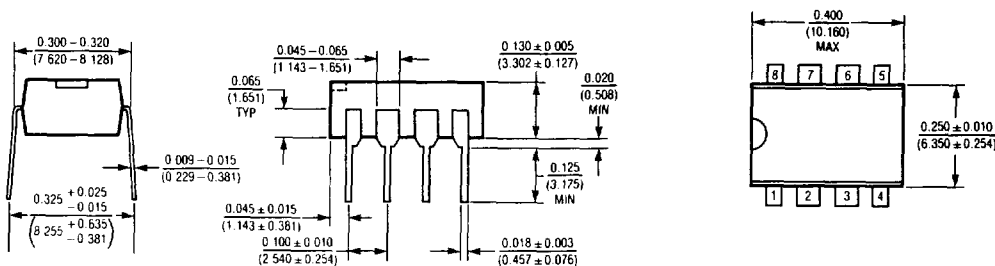 0.300 – 0.320
(7 620 – 8 128)
0.009 – 0.015
(0 229 – 0.381)
0.325 + 0.025 – 0.015
(8 255 + 0.635 – 0.381)
0.045 – 0.065
(1 143 – 1.651)
0.065
(1.651)
TYP
0.130 ± 0.005
(3.302 ± 0.127)
0.020
(0.508)
MIN
0.125
(3.175)
MIN
0.045 ± 0.015
(1.143 ± 0.381)
0.100 ± 0 010
(2 540 ± 0.254)
0.018 ± 0.003
(0.457 ± 0.076)
0.400
(10.160)
MAX
8 7 6 5
0.250 ± 0.010
(6.350 ± 0.254)
1 2 3 4